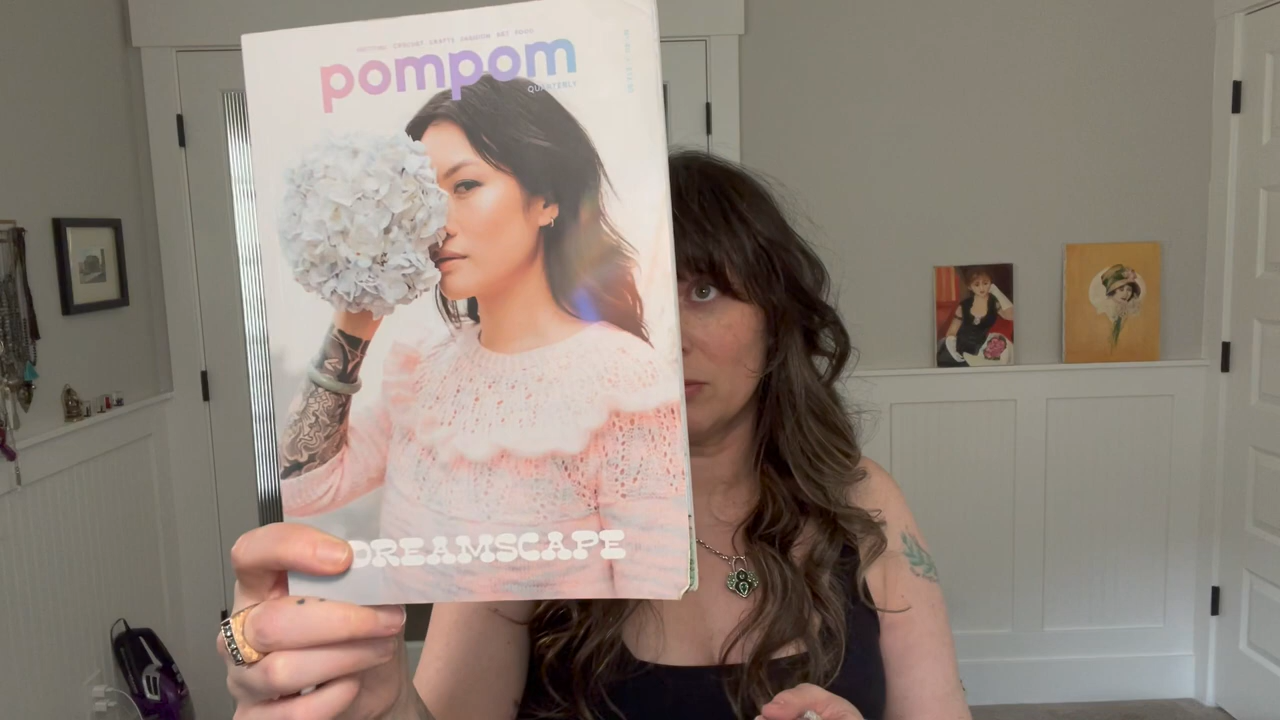 KNITTING CROCHET CRAFTS FASHION ART FOOD
pompom
QUARTERLY
DREAMSCAPE